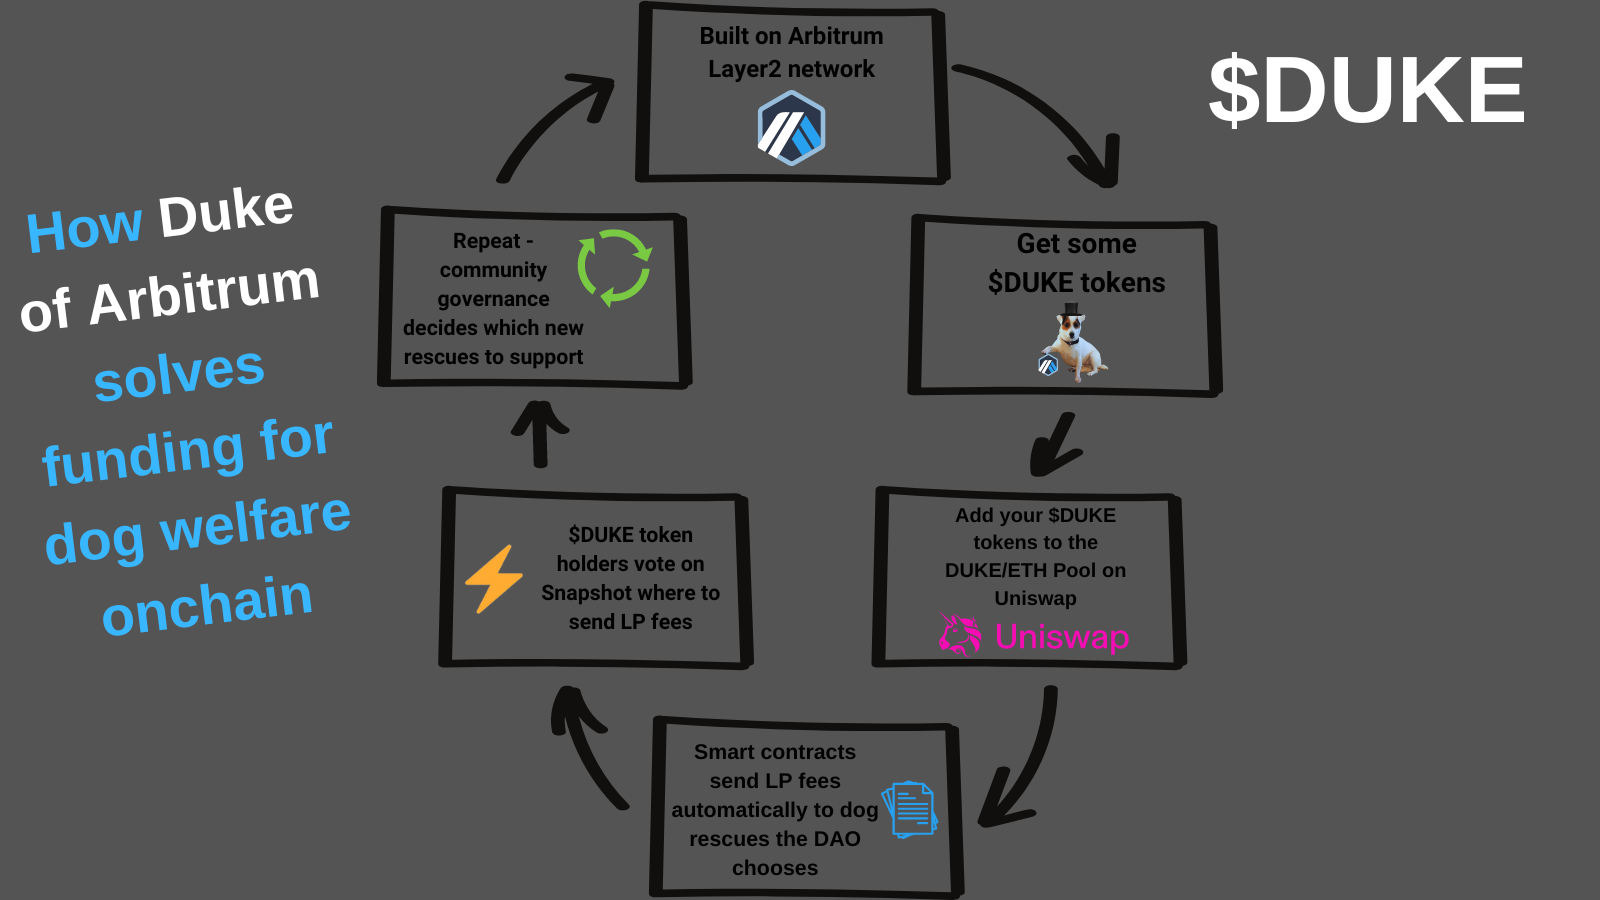 $DUKE
How Duke
of Arbitrum
solves
funding for
dog welfare
onchain
Built on Arbitrum
Layer2 network
Get some
$DUKE tokens
Add your $DUKE
tokens to the
DUKE/ETH Pool on
Uniswap
Uniswap
Smart contracts
send LP fees
automatically to dog
rescues the DAO
chooses
$DUKE token
holders vote on
Snapshot where to
send LP fees
Repeat -
community
governance
decides which new
rescues to support